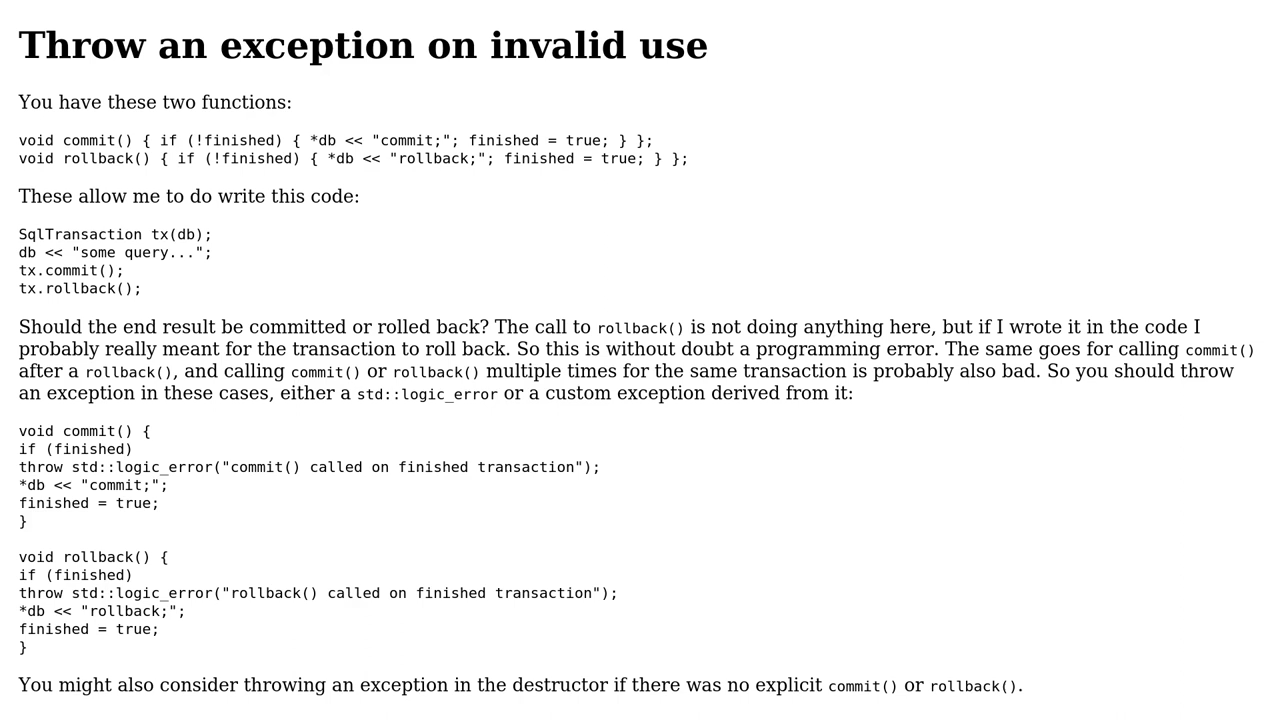 Throw an exception on invalid use
You have these two functions:
void commit() { if (!finished) { *db << "commit;"; finished = true; } };
void rollback() { if (!finished) { *db << "rollback;"; finished = true; } };
These allow me to do write this code:
SqlTransaction tx(db);
db << "some query...";
tx.commit();
tx.rollback();
Should the end result be committed or rolled back? The call to rollback() is not doing anything here, but if I wrote it in the code I
probably really meant for the transaction to roll back. So this is without doubt a programming error. The same goes for calling commit()
after a rollback(), and calling commit() or rollback() multiple times for the same transaction is probably also bad. So you should throw
an exception in these cases, either a std::logic_error or a custom exception derived from it:
void commit() {
if (finished)
throw std::logic_error("commit() called on finished transaction");
*db << "commit;";
finished = true;
}
void rollback() {
if (finished)
throw std::logic_error("rollback() called on finished transaction");
*db << "rollback;";
finished = true;
}
You might also consider throwing an exception in the destructor if there was no explicit commit() or rollback().